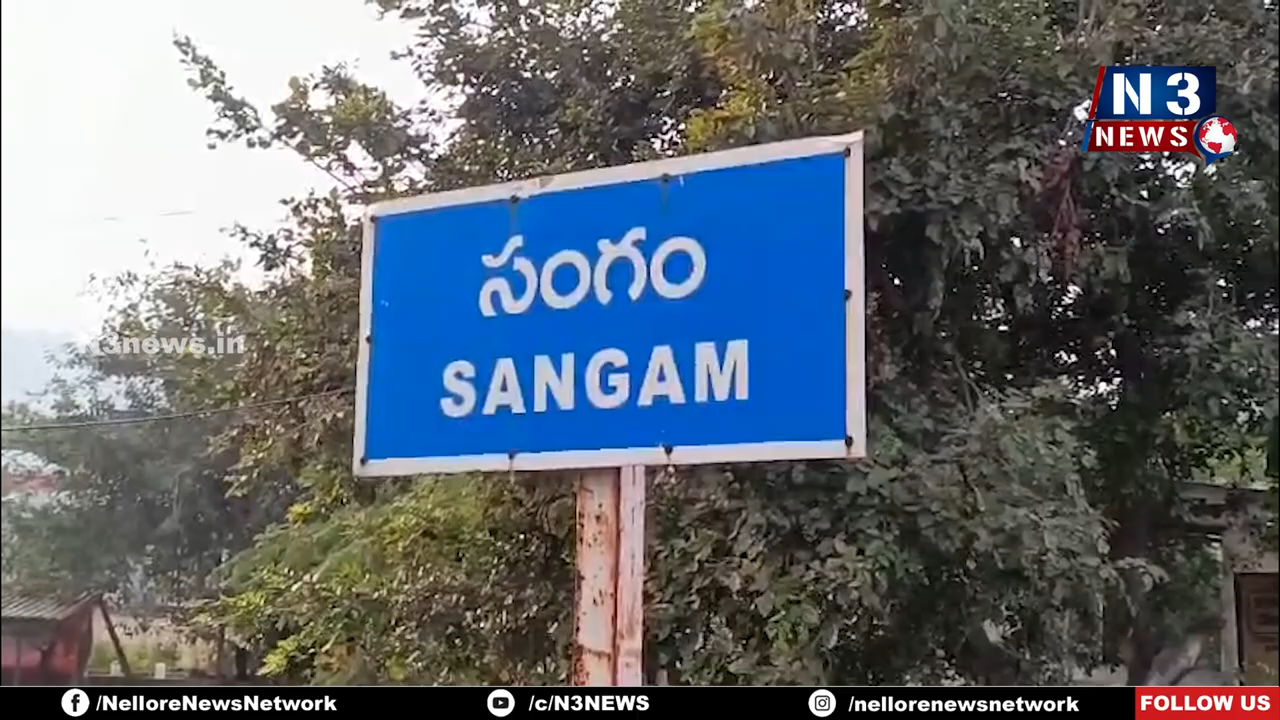 N3
NEWS
సంగం
SANGAM
N3news.in
/NelloreNewsNetwork
/c/N3NEWS
/nellorenewsnetwork
FOLLOW US